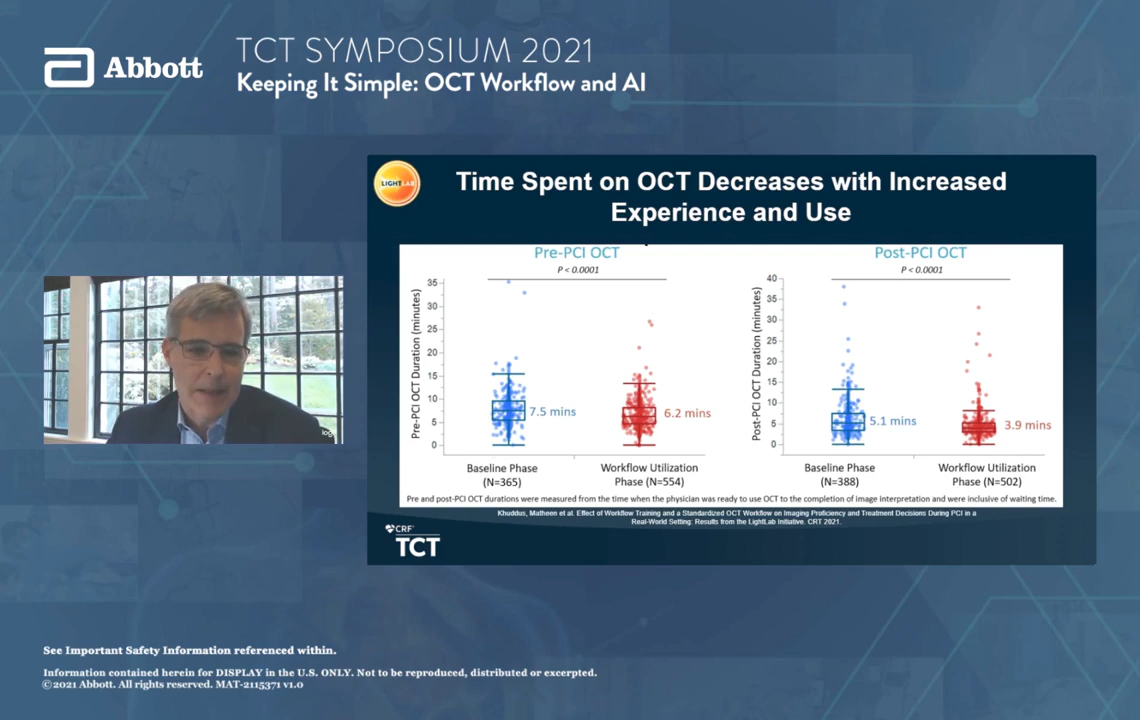 Abbott
TCT SYMPOSIUM 2021
Keeping It Simple: OCT Workflow and AI
LIGHTLAB
Time Spent on OCT Decreases with Increased
Experience and Use
Pre-PCI OCT
P < 0.0001
Pre-PCI OCT Duration (minutes)
35
30
25
20
15
10
5
0
7.5 mins
6.2 mins
Baseline Phase
(N=365)
Workflow Utilization
Phase (N=554)
Post-PCI OCT
P < 0.0001
Post-PCI OCT Duration (minutes)
40
35
30
25
20
15
10
5
0
5.1 mins
3.9 mins
Baseline Phase
(N=388)
Workflow Utilization
Phase (N=502)
Pre and post-PCI OCT durations were measured from the time when the physician was ready to use OCT to the completion of image interpretation and were inclusive of waiting time.
Khuddus, Matheen et al. Effect of Workflow Training and a Standardized OCT Workflow on Imaging Proficiency and Treatment Decisions During PCI in a
Real-World Setting: Results from the LightLab Initiative. CRT 2021.
CRF
TCT
See Important Safety Information referenced within.
Information contained herein for DISPLAY in the U.S. ONLY. Not to be reproduced, distributed or excerpted.
©2021 Abbott. All rights reserved. MAT-2115371 v1.0